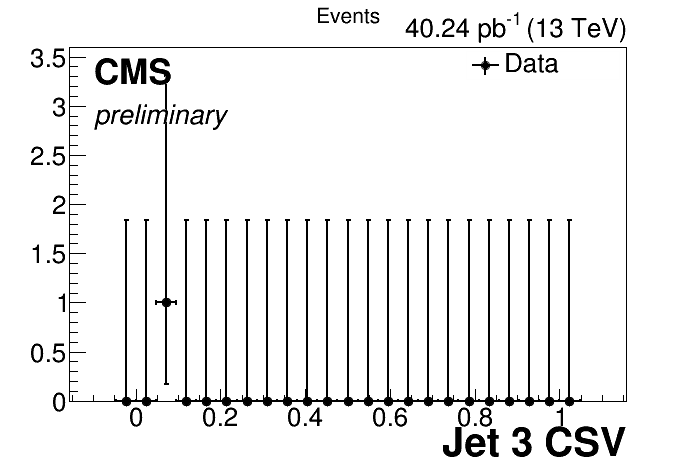 Events
40.24 pb-1 (13 TeV)
CMS
preliminary
Data
3.5
3
2.5
2
1.5
1
0.5
0
0 0.2 0.4 0.6 0.8 1
Jet 3 CSV